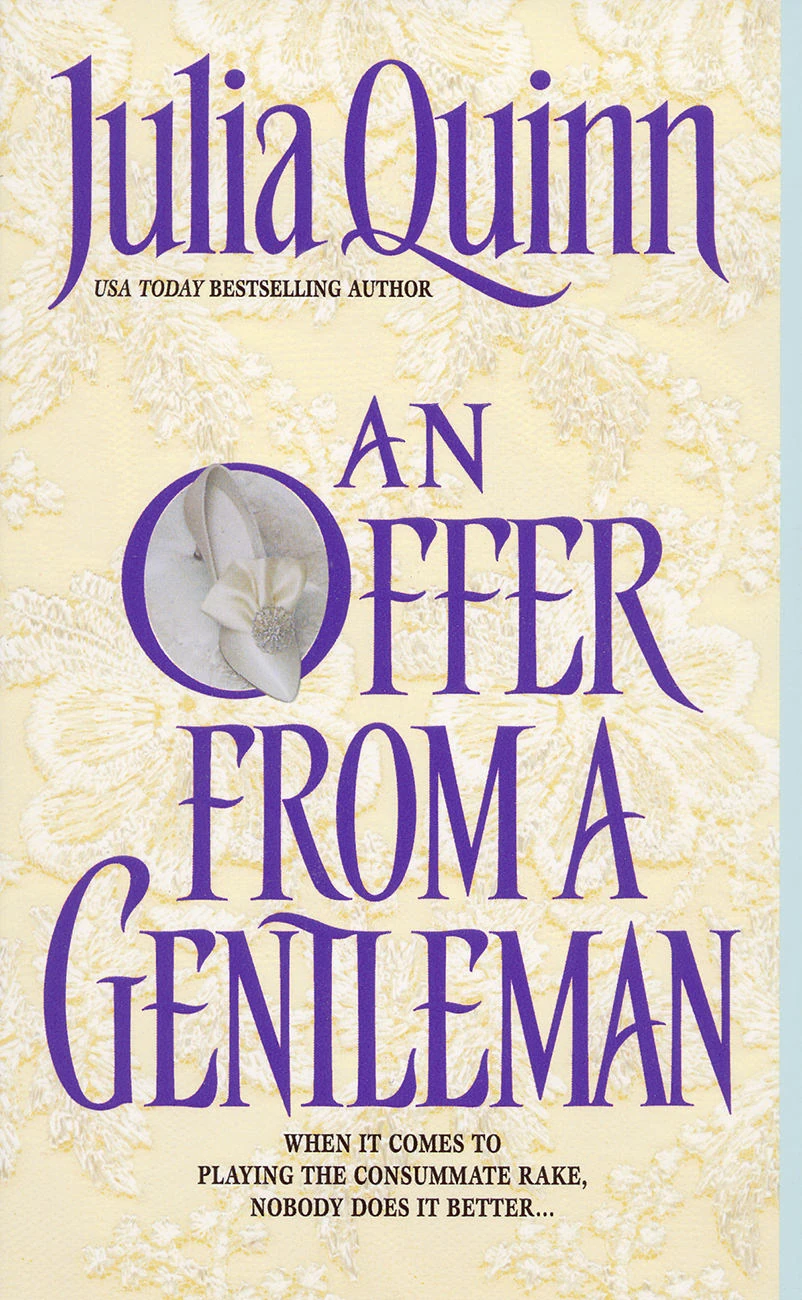 Julia Quinn
USA TODAY BESTSELLING AUTHOR
AN
OFFER
FROM A
GENTLEMAN
WHEN IT COMES TO
PLAYING THE CONSUMMATE RAKE,
NOBODY DOES IT BETTER...